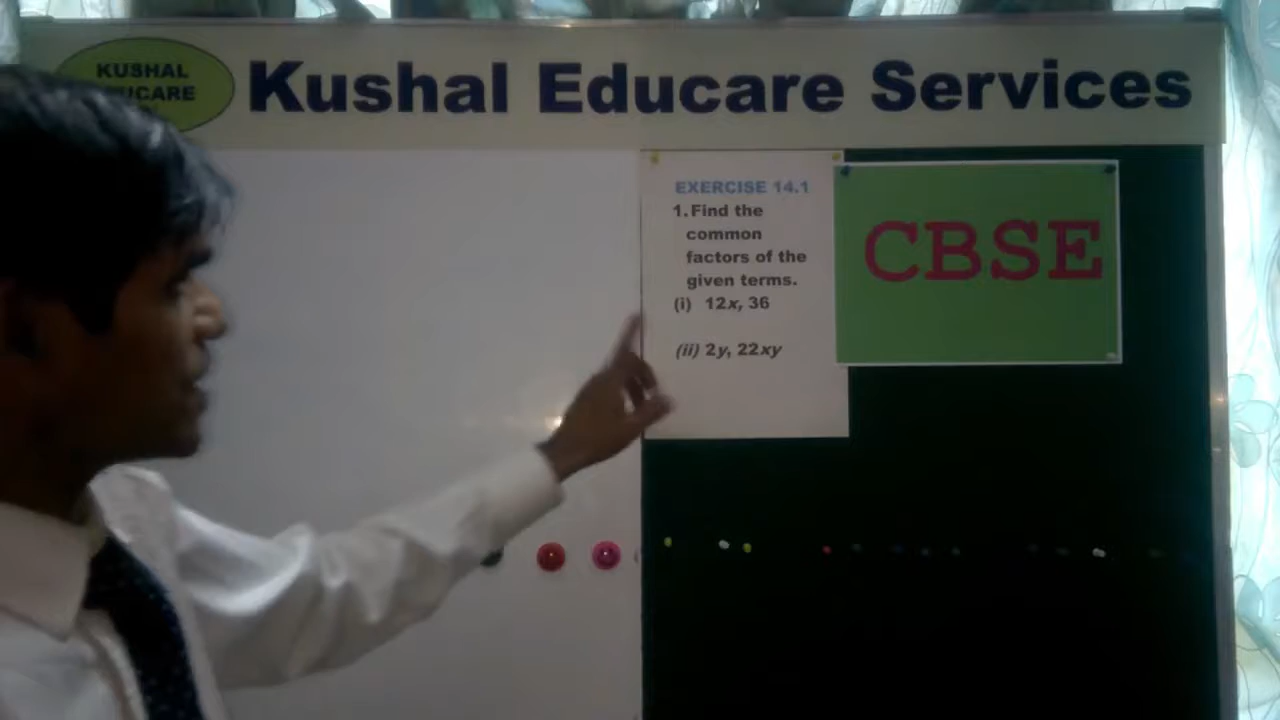 KUSHAL
EDUCARE
Kushal Educare Services
EXERCISE 14.1
1. Find the
common
factors of the
given terms.
(i) 12x, 36
(ii) 2y, 22xy
CBSE